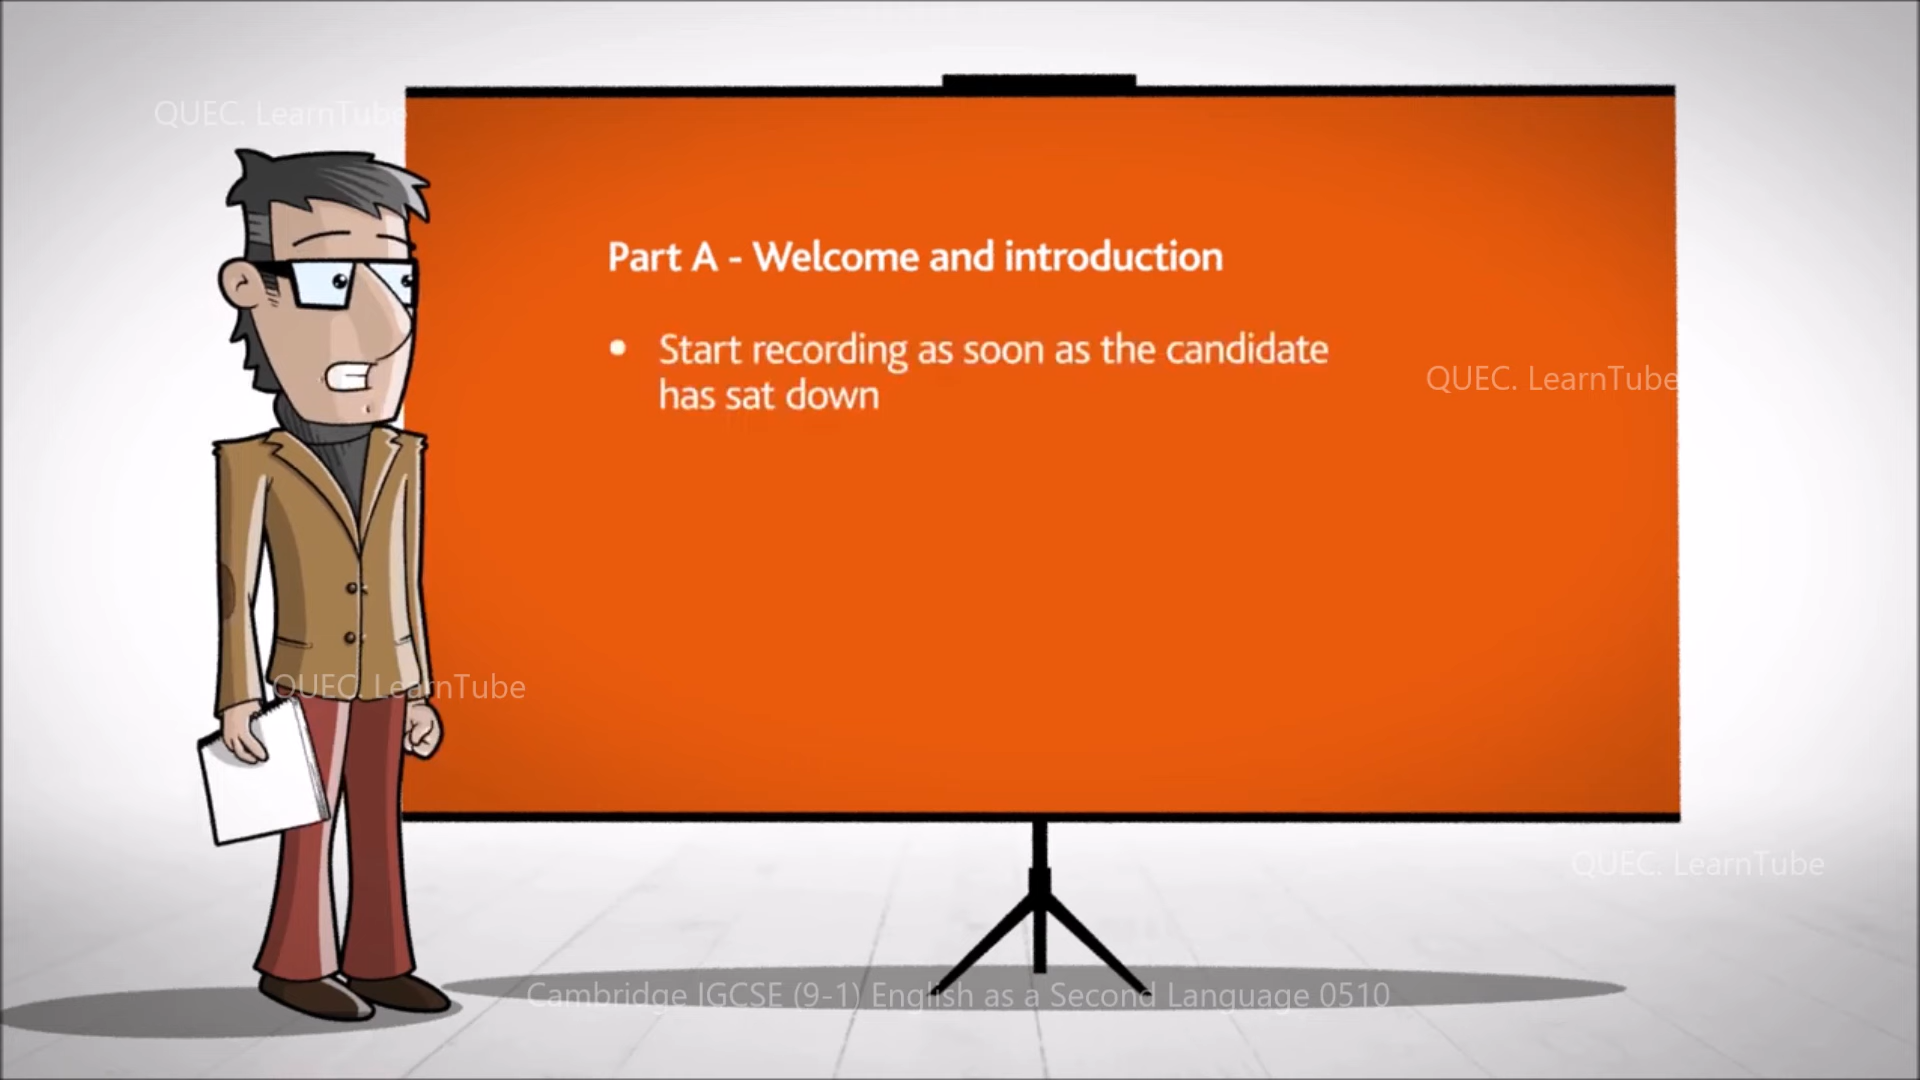 QUEC. LearnTube
Part A - Welcome and introduction
• Start recording as soon as the candidate
has sat down
QUEC. LearnTube
QUEC. LearnTube
QUEC. LearnTube
Cambridge IGCSE (9-1) English as a Second Language 0510